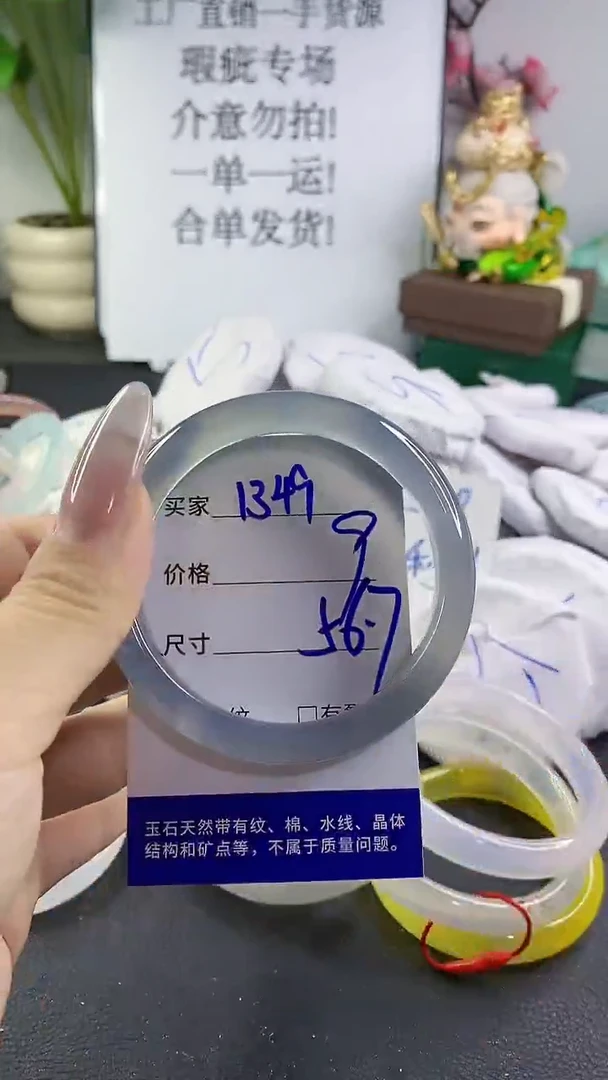 工厂直销一手货源
瑕疵专场
介意勿拍!
一单一运!
合单发货!
买家 1349
价格
尺寸 56.7
纹 □有
玉石天然带有纹、棉、水线、晶体
结构和矿点等，不属于质量问题。